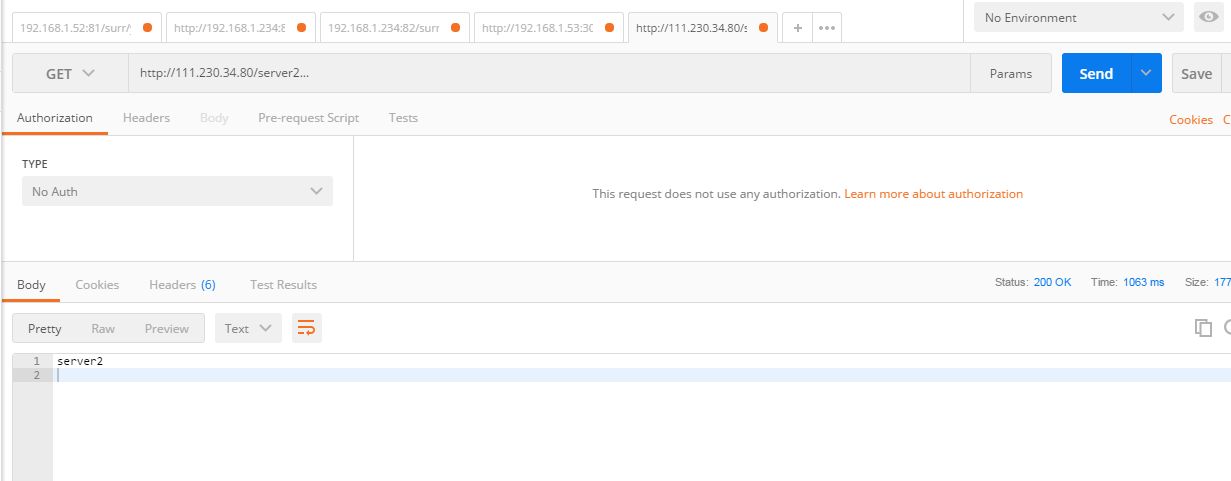 192.168.1.52:81/surr/
http://192.168.1.234:8
192.168.1.234:82/surr
http://192.168.1.53:30
http://111.230.34.80/s
No Environment
GET
http://111.230.34.80/server2...
Params
Send
Save
Authorization
Headers
Body
Pre-request Script
Tests
Cookies
C
TYPE
No Auth
This request does not use any authorization. Learn more about authorization
Body
Cookies
Headers (6)
Test Results
Status: 200 OK
Time: 1063 ms
Size: 177
Pretty
Raw
Preview
Text
1 server2
2